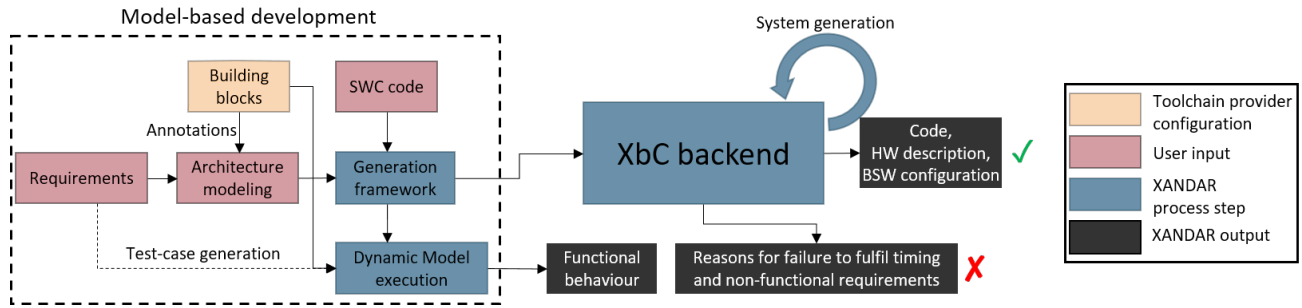 Model-based development
System generation
Building
blocks
SWC code
Annotations
Requirements
Architecture
modeling
Generation
framework
XbC backend
Code,
HW description,
BSW configuration
Test-case generation
Dynamic Model
execution
Functional
behaviour
Reasons for failure to fulfil timing
and non-functional requirements
Toolchain provider
configuration
User input
XANDAR
process step
XANDAR output